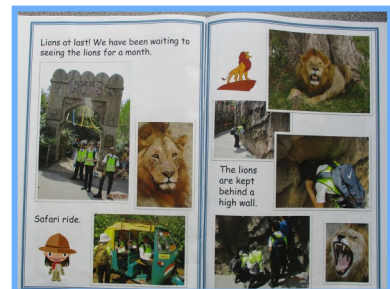 Lions at last! We have been waiting to
seeing the lions for a month.
Safari ride.
The lions
are kept
behind a
high wall.